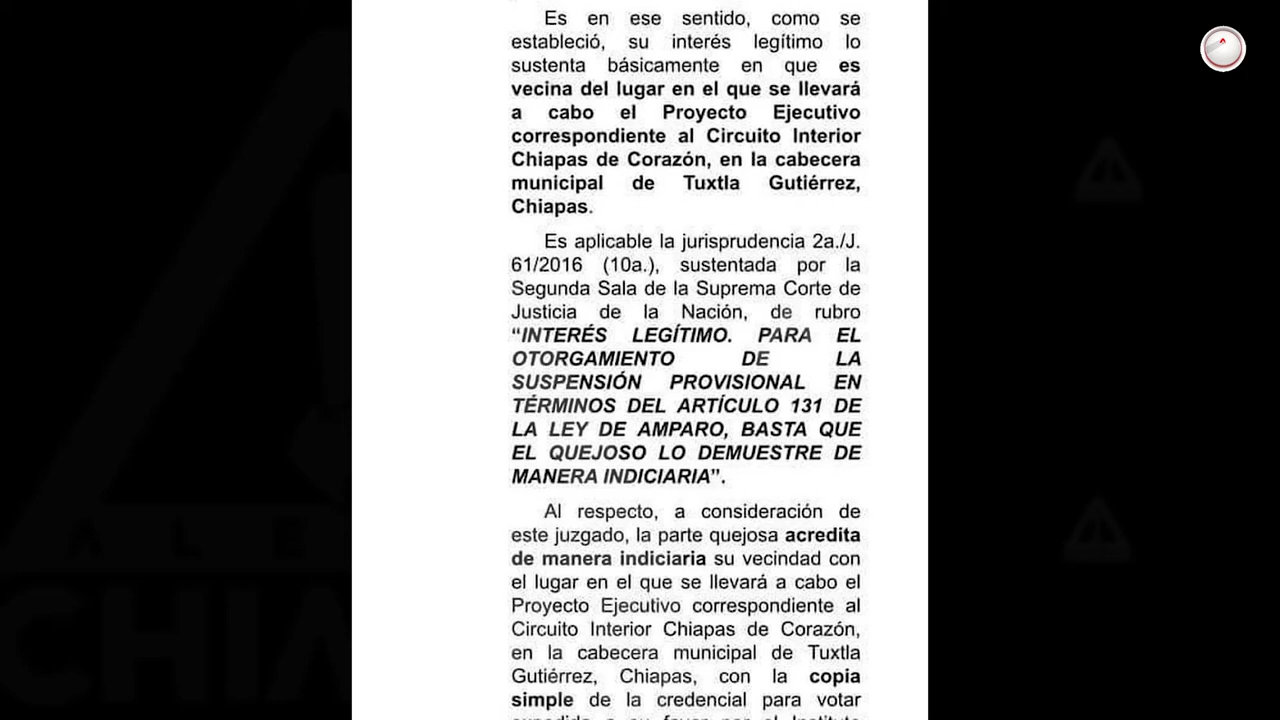 Es en ese sentido, como se
estableció, su interés legítimo lo
sustenta básicamente en que es
vecina del lugar en el que se llevará
a cabo el Proyecto Ejecutivo
correspondiente al Circuito Interior
Chiapas de Corazón, en la cabecera
municipal de Tuxtla Gutiérrez,
Chiapas.
Es aplicable la jurisprudencia 2a./J.
61/2016 (10a.), sustentada por la
Segunda Sala de la Suprema Corte de
Justicia de la Nación, de rubro
“INTERÉS LEGÍTIMO. PARA EL
OTORGAMIENTO DE LA
SUSPENSIÓN PROVISIONAL EN
TÉRMINOS DEL ARTÍCULO 131 DE
LA LEY DE AMPARO, BASTA QUE
EL QUEJOSO LO DEMUESTRE DE
MANERA INDICIARIA”.
Al respecto, a consideración de
este juzgado, la parte quejosa acredita
de manera indiciaria su vecindad con
el lugar en el que se llevará a cabo el
Proyecto Ejecutivo correspondiente al
Circuito Interior Chiapas de Corazón,
en la cabecera municipal de Tuxtla
Gutiérrez, Chiapas, con la copia
simple de la credencial para votar
expedida a su favor por el Instituto